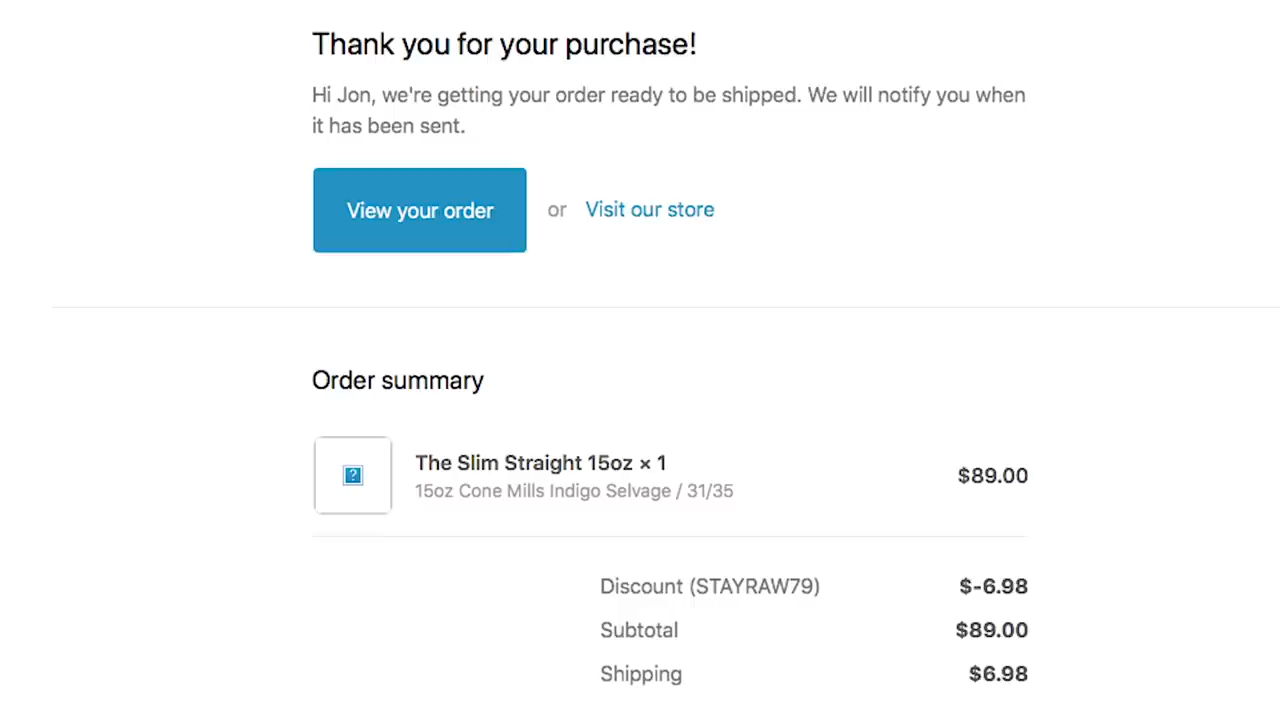 Thank you for your purchase!
Hi Jon, we're getting your order ready to be shipped. We will notify you when
it has been sent.
View your order or Visit our store
Order summary
?
The Slim Straight 15oz × 1
15oz Cone Mills Indigo Selvage / 31/35
$89.00
Discount (STAYRAW79) $-6.98
Subtotal $89.00
Shipping $6.98